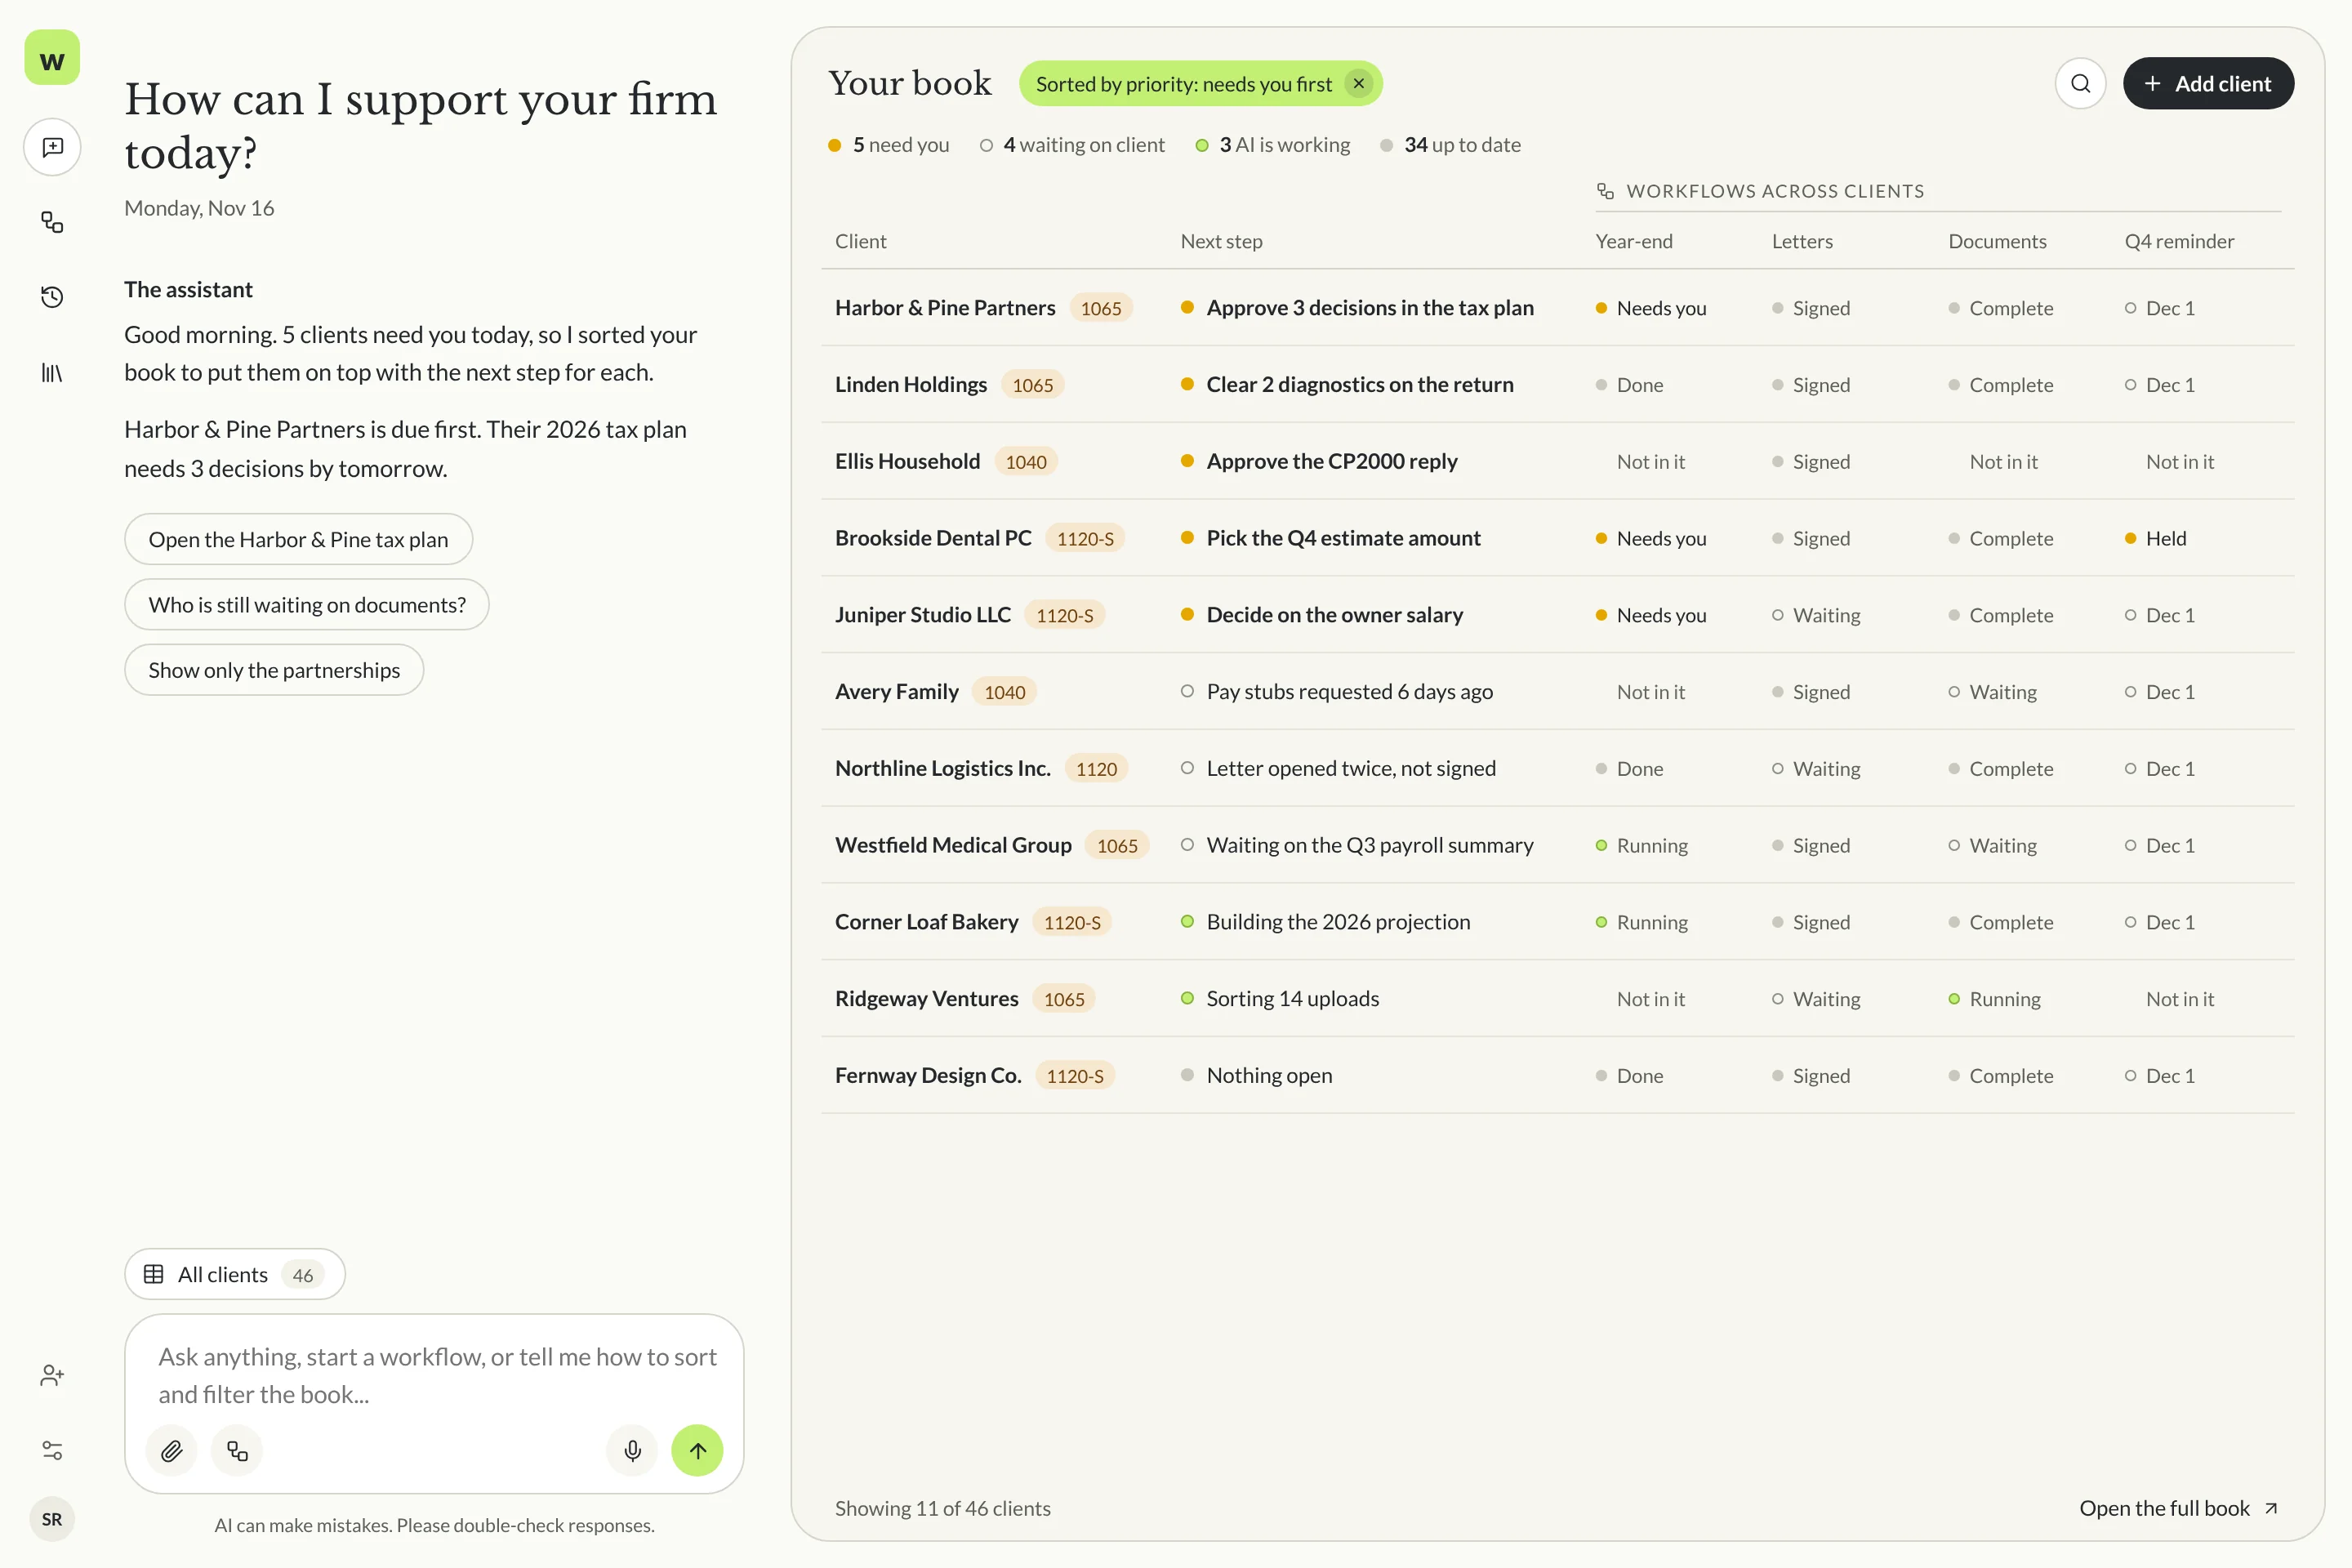 w
How can I support your firm
today?
Monday, Nov 16
The assistant
Good morning. 5 clients need you today, so I sorted your
book to put them on top with the next step for each.
Harbor & Pine Partners is due first. Their 2026 tax plan
needs 3 decisions by tomorrow.
Open the Harbor & Pine tax plan
Who is still waiting on documents?
Show only the partnerships
All clients 46
Ask anything, start a workflow, or tell me how to sort
and filter the book...
SR
AI can make mistakes. Please double-check responses.
Your book Sorted by priority: needs you first Add client
5 need you 4 waiting on client 3 AI is working 34 up to date
WORKFLOWS ACROSS CLIENTS
Client Next step Year-end Letters Documents Q4 reminder
Harbor & Pine Partners 1065 Approve 3 decisions in the tax plan Needs you Signed Complete Dec 1
Linden Holdings 1065 Clear 2 diagnostics on the return Done Signed Complete Dec 1
Ellis Household 1040 Approve the CP2000 reply Not in it Signed Not in it Not in it
Brookside Dental PC 1120-S Pick the Q4 estimate amount Needs you Signed Complete Held
Juniper Studio LLC 1120-S Decide on the owner salary Needs you Waiting Complete Dec 1
Avery Family 1040 Pay stubs requested 6 days ago Not in it Signed Waiting Dec 1
Northline Logistics Inc. 1120 Letter opened twice, not signed Done Waiting Complete Dec 1
Westfield Medical Group 1065 Waiting on the Q3 payroll summary Running Signed Waiting Dec 1
Corner Loaf Bakery 1120-S Building the 2026 projection Running Signed Complete Dec 1
Ridgeway Ventures 1065 Sorting 14 uploads Not in it Waiting Running Not in it
Fernway Design Co. 1120-S Nothing open Done Signed Complete Dec 1
Showing 11 of 46 clients Open the full book